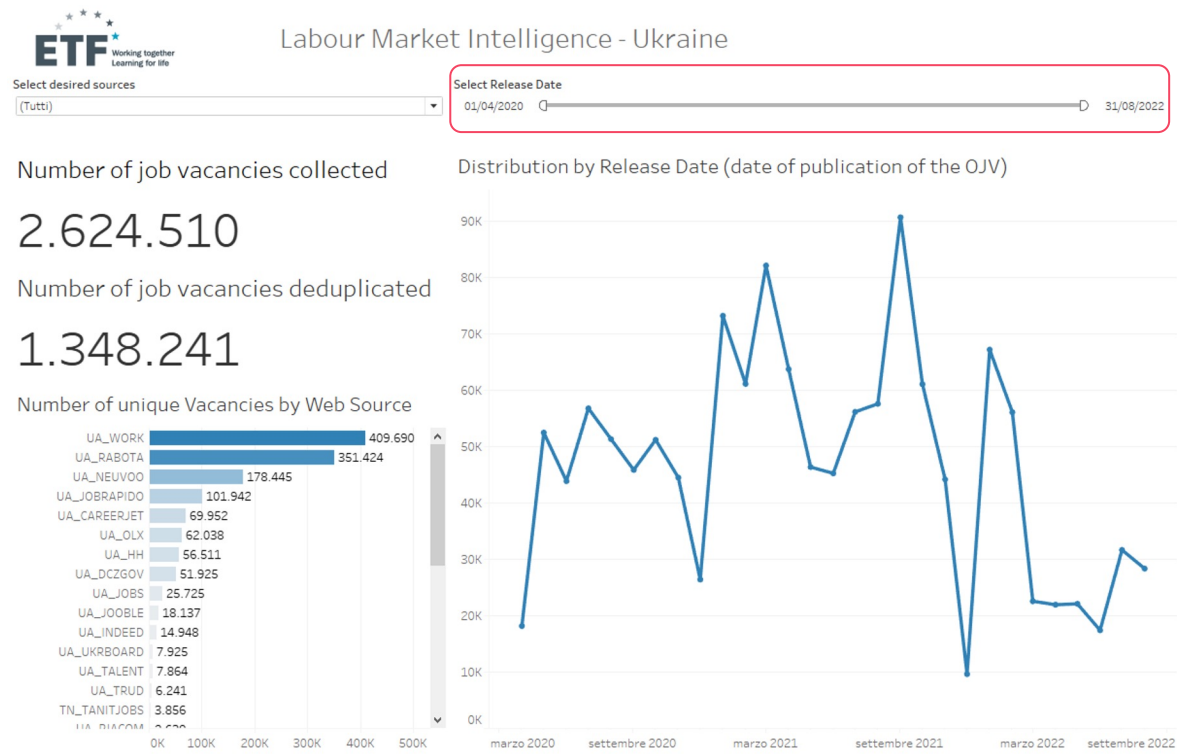 ETF Working together
Learning for life
Labour Market Intelligence - Ukraine
Select desired sources
(Tutti)
Select Release Date
01/04/2020 31/08/2022
Number of job vacancies collected
2.624.510
Number of job vacancies deduplicated
1.348.241
Number of unique Vacancies by Web Source
UA_WORK 409.690
UA_RABOTA 351.424
UA_NEUVOO 178.445
UA_JOBRAPIDO 101.942
UA_CAREERJET 69.952
UA_OLX 62.038
UA_HH 56.511
UA_DCZGOV 51.925
UA_JOBS 25.725
UA_JOOBLE 18.137
UA_INDEED 14.948
UA_UKRBOARD 7.925
UA_TALENT 7.864
UA_TRUD 6.241
TN_TANITJOBS 3.856
0K 100K 200K 300K 400K 500K
Distribution by Release Date (date of publication of the OJV)
90K
80K
70K
60K
50K
40K
30K
20K
10K
0K
marzo 2020 settembre 2020 marzo 2021 settembre 2021 marzo 2022 settembre 2022